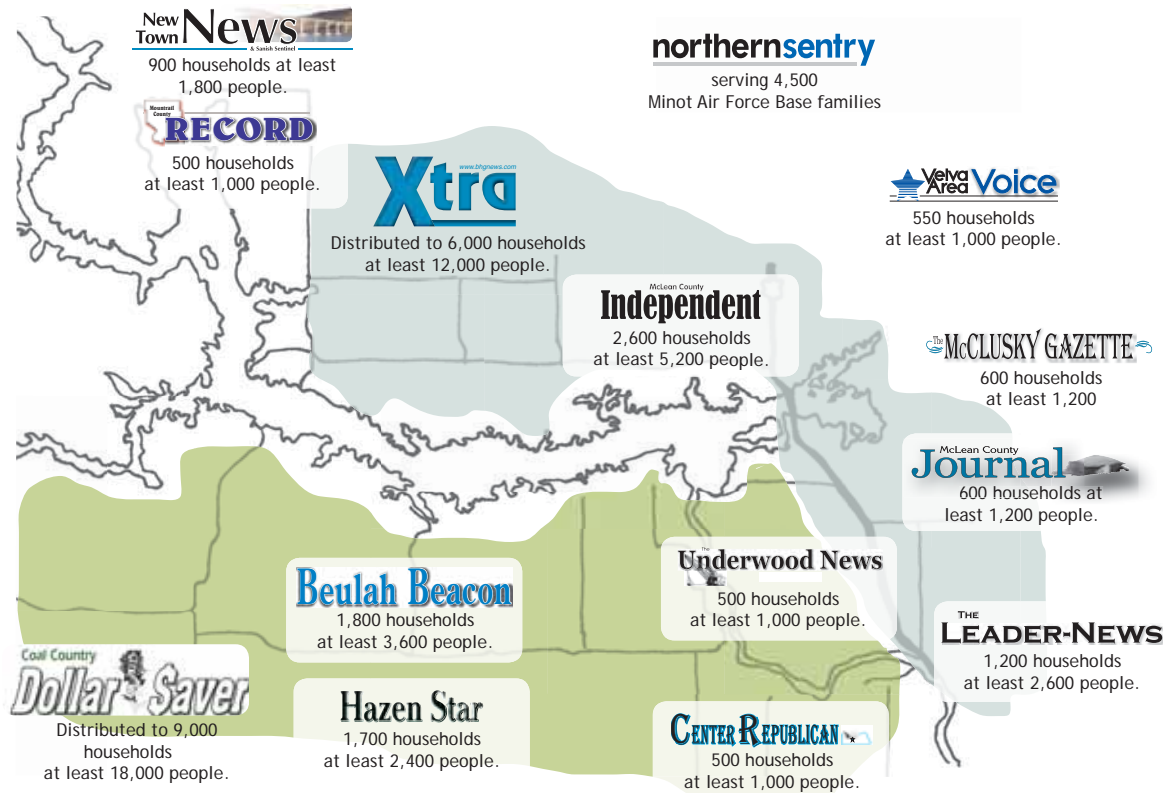 New
Town News
& Sanish Sentinel
900 households at least
1,800 people.
northernsentry
serving 4,500
Minot Air Force Base families
Mountrail
County
RECORD
500 households
at least 1,000 people.
www.bhgnews.com
Xtra
Distributed to 6,000 households
at least 12,000 people.
Velva
Area Voice
550 households
at least 1,000 people.
McLean County
Independent
2,600 households
at least 5,200 people.
The McCLUSKY GAZETTE
600 households
at least 1,200
McLean County
Journal
600 households at
least 1,200 people.
The
Underwood News
500 households
at least 1,000 people.
Beulah Beacon
1,800 households
at least 3,600 people.
THE
LEADER-NEWS
1,200 households
at least 2,600 people.
Coal Country
Dollar Saver
Distributed to 9,000
households
at least 18,000 people.
Hazen Star
1,700 households
at least 2,400 people.
CENTER REPUBLICAN
500 households
at least 1,000 people.